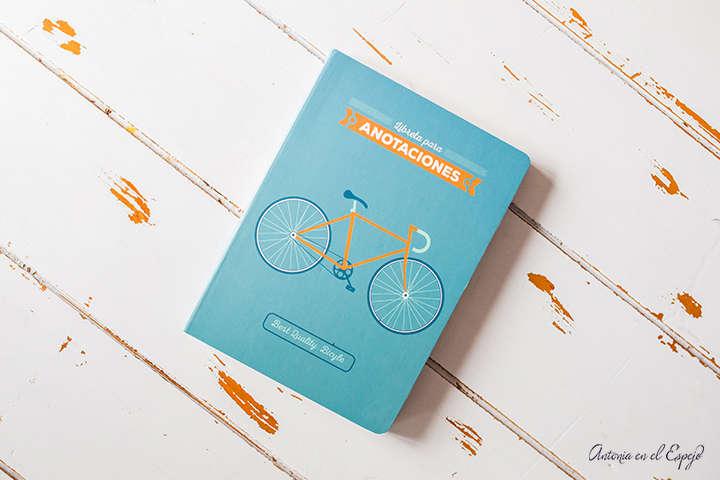 Libreta para
ANOTACIONES
Best Quality Bicyle
Antonia en el Espejo